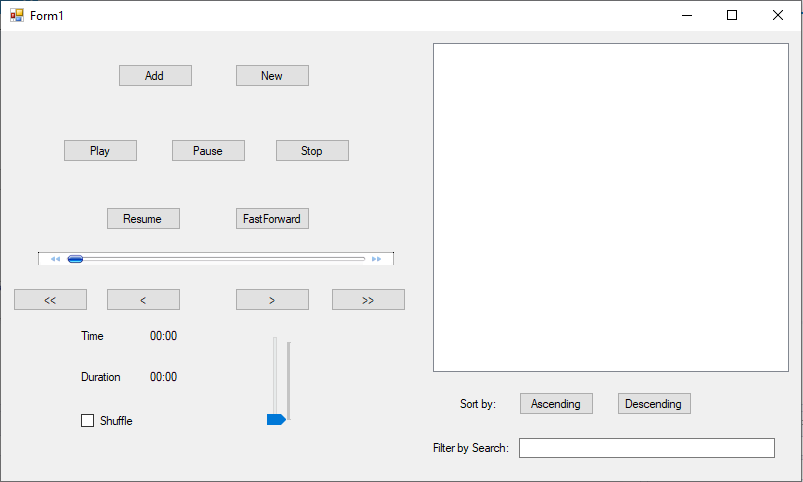 Form1
Add New
Play Pause Stop
Resume FastForward
<< < > >>
Time 00:00
Duration 00:00
Shuffle
Sort by: Ascending Descending
Filter by Search: